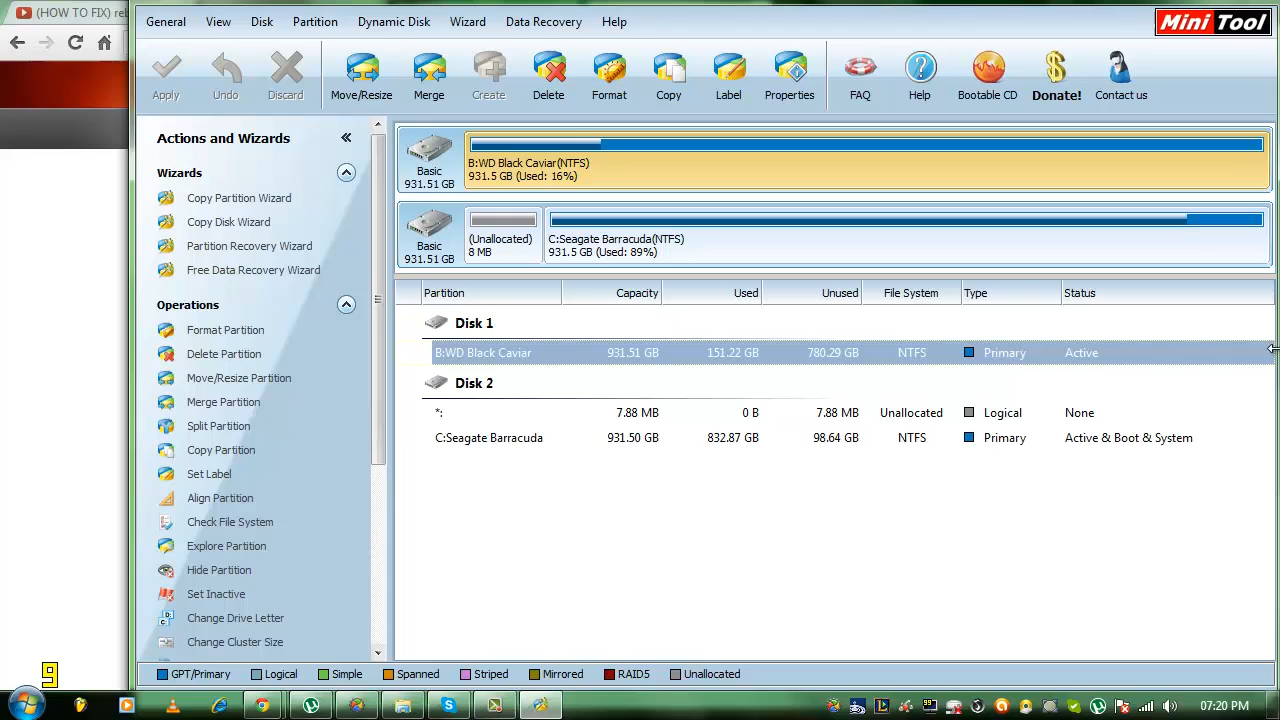 (HOW TO FIX) re
General View Disk Partition Dynamic Disk Wizard Data Recovery Help
Mini Tool
Apply Undo Discard Move/Resize Merge Create Delete Format Copy Label Properties FAQ Help Bootable CD Donate! Contact us
Actions and Wizards
Wizards
Copy Partition Wizard
Copy Disk Wizard
Partition Recovery Wizard
Free Data Recovery Wizard
Operations
Format Partition
Delete Partition
Move/Resize Partition
Merge Partition
Split Partition
Copy Partition
Set Label
Align Partition
Check File System
Explore Partition
Hide Partition
Set Inactive
Change Drive Letter
Change Cluster Size
Basic
931.51 GB
B:WD Black Caviar(NTFS)
931.5 GB (Used: 16%)
Basic
931.51 GB
(Unallocated)
8 MB
C:Seagate Barracuda(NTFS)
931.5 GB (Used: 89%)
Partition Capacity Used Unused File System Type Status
Disk 1
B:WD Black Caviar 931.51 GB 151.22 GB 780.29 GB NTFS Primary Active
Disk 2
*: 7.88 MB 0 B 7.88 MB Unallocated Logical None
C:Seagate Barracuda 931.50 GB 832.87 GB 98.64 GB NTFS Primary Active & Boot & System
GPT/Primary Logical Simple Spanned Striped Mirrored RAID5 Unallocated
9
07:20 PM